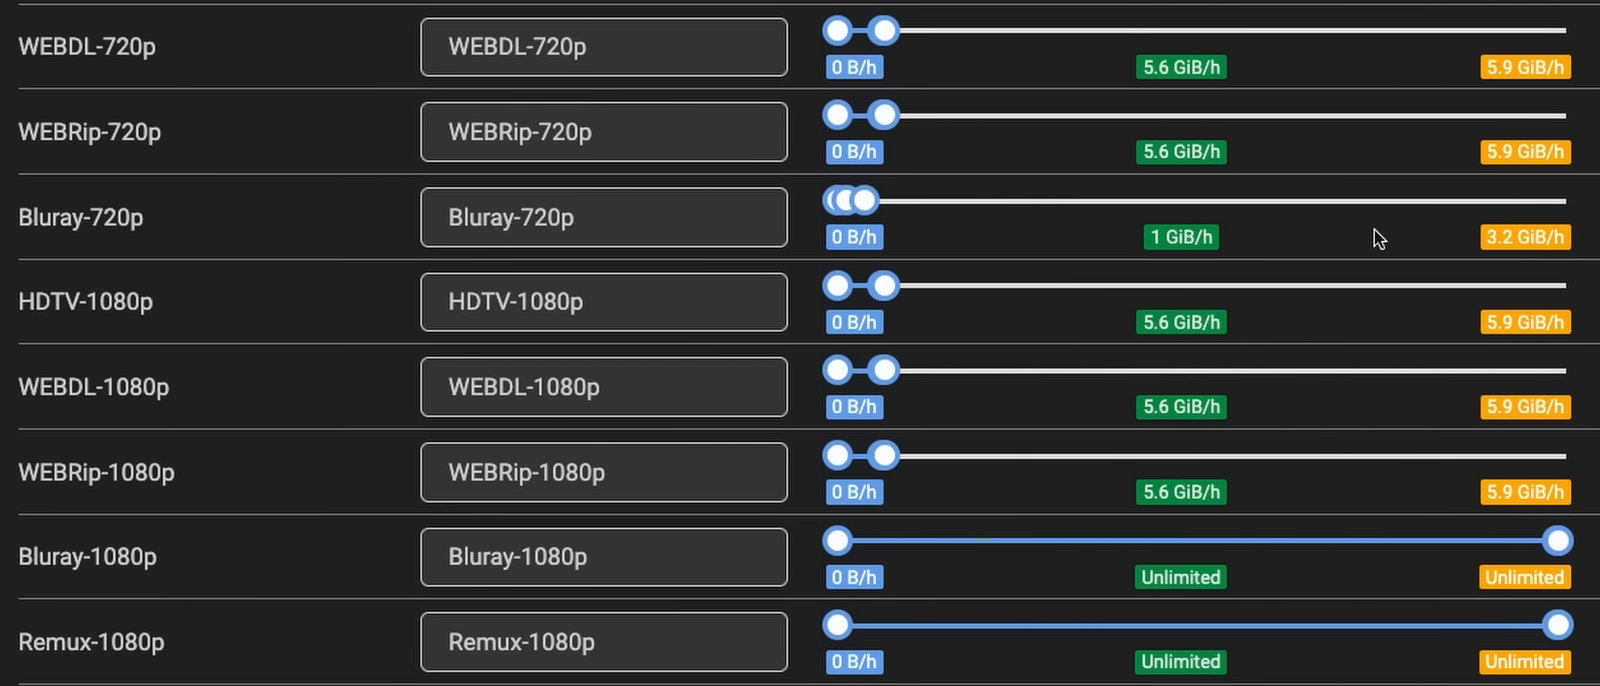 WEBDL-720p WEBDL-720p
0 B/h 5.6 GiB/h 5.9 GiB/h
WEBRip-720p WEBRip-720p
0 B/h 5.6 GiB/h 5.9 GiB/h
Bluray-720p Bluray-720p
0 B/h 1 GiB/h 3.2 GiB/h
HDTV-1080p HDTV-1080p
0 B/h 5.6 GiB/h 5.9 GiB/h
WEBDL-1080p WEBDL-1080p
0 B/h 5.6 GiB/h 5.9 GiB/h
WEBRip-1080p WEBRip-1080p
0 B/h 5.6 GiB/h 5.9 GiB/h
Bluray-1080p Bluray-1080p
0 B/h Unlimited Unlimited
Remux-1080p Remux-1080p
0 B/h Unlimited Unlimited